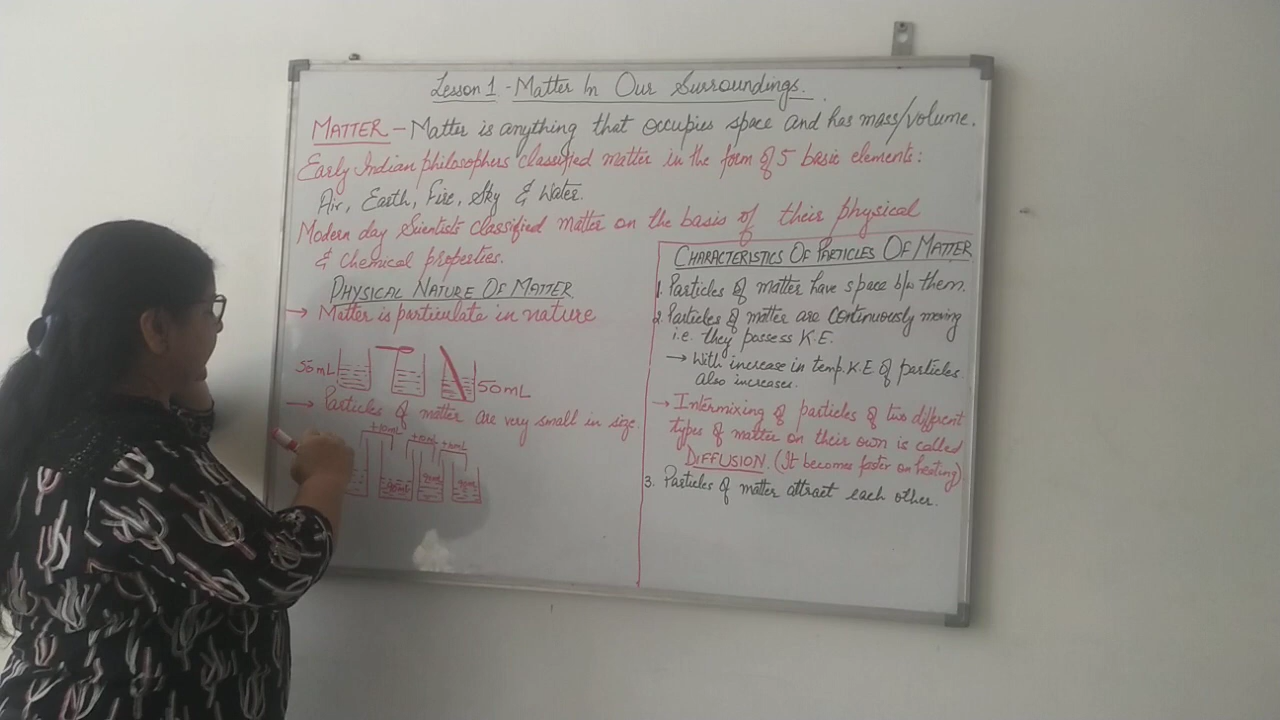 Lesson 1 - Matter In Our Surroundings.
MATTER - Matter is anything that occupies space and has mass/volume.
Early Indian philosophers classified matter in the form of 5 basic elements:
Air, Earth, Fire, Sky & Water.
Modern day Scientists classified matter on the basis of their physical
& chemical properties.
PHYSICAL NATURE OF MATTER
→ Matter is particulate in nature
50mL
50mL
→ Particles of matter are very small in size
+10mL +10mL +10mL
CHARACTERISTICS OF PARTICLES OF MATTER
1. Particles of matter have space b/w them.
2. Particles of matter are continuously moving
i.e. they possess K.E.
→ With increase in temp. K.E of particles
also increases.
→ Intermixing of particles of two different
types of matter on their own is called
DIFFUSION. (It becomes faster on heating)
3. Particles of matter attract each other.